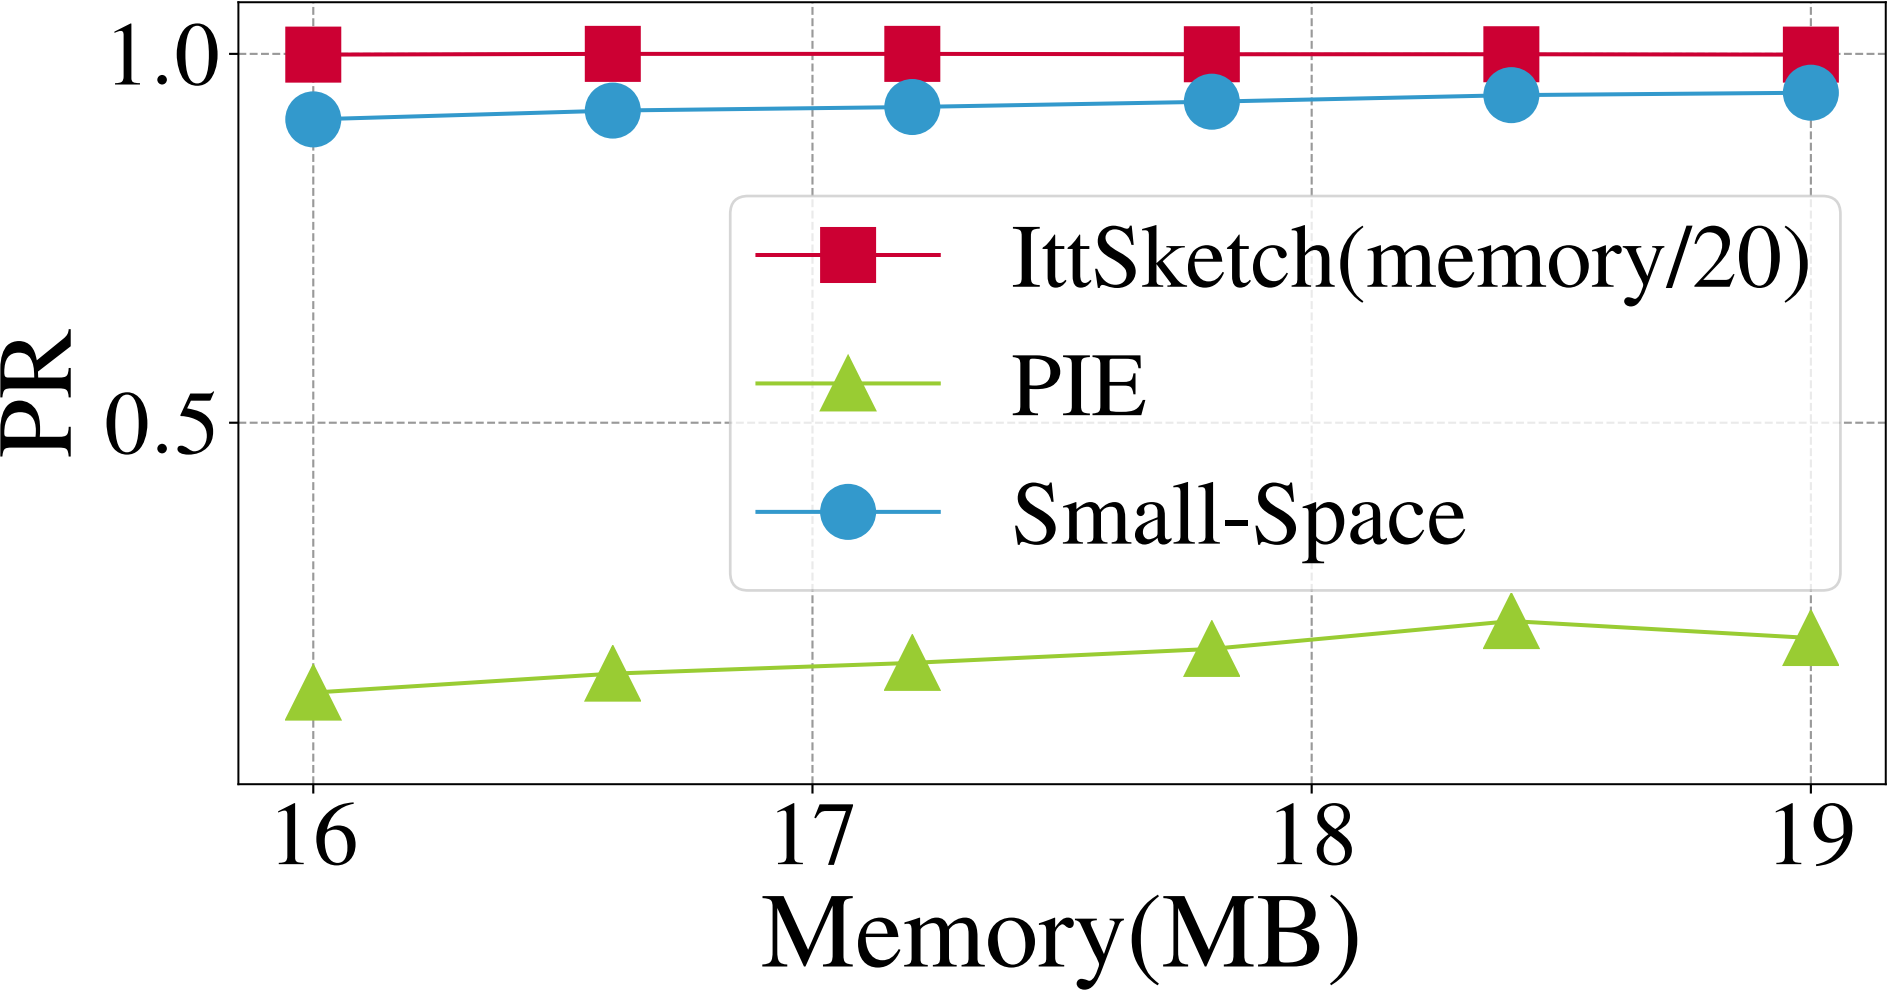 1.0
0.5
PR
IttSketch(memory/20)
PIE
Small-Space
16 17 18 19
Memory(MB)